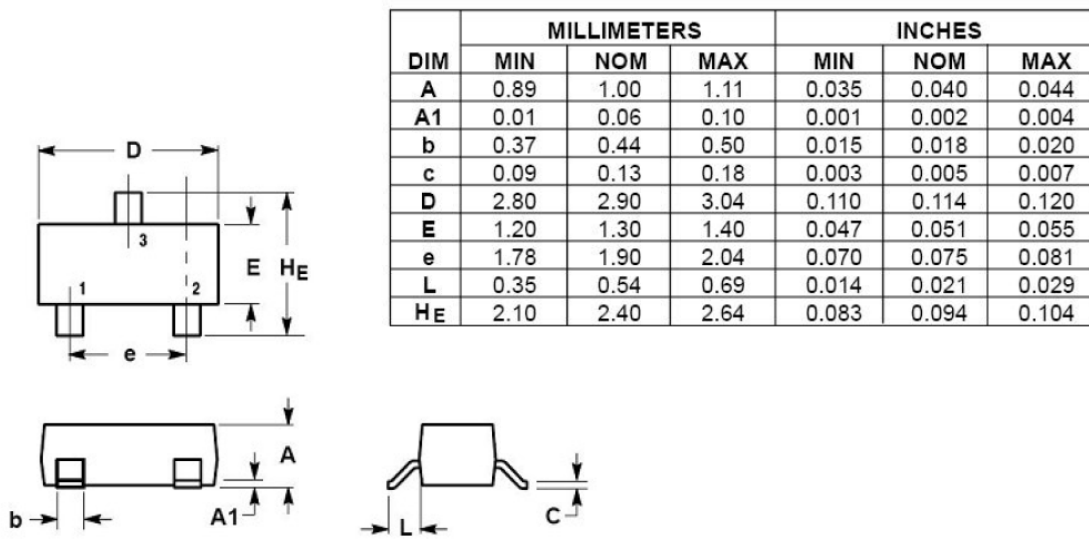 MILLIMETERS INCHES
DIM MIN NOM MAX MIN NOM MAX
A 0.89 1.00 1.11 0.035 0.040 0.044
A1 0.01 0.06 0.10 0.001 0.002 0.004
b 0.37 0.44 0.50 0.015 0.018 0.020
c 0.09 0.13 0.18 0.003 0.005 0.007
D 2.80 2.90 3.04 0.110 0.114 0.120
E 1.20 1.30 1.40 0.047 0.051 0.055
e 1.78 1.90 2.04 0.070 0.075 0.081
L 0.35 0.54 0.69 0.014 0.021 0.029
HE 2.10 2.40 2.64 0.083 0.094 0.104
D
3
E HE
1 2
e
A
b A1
L C